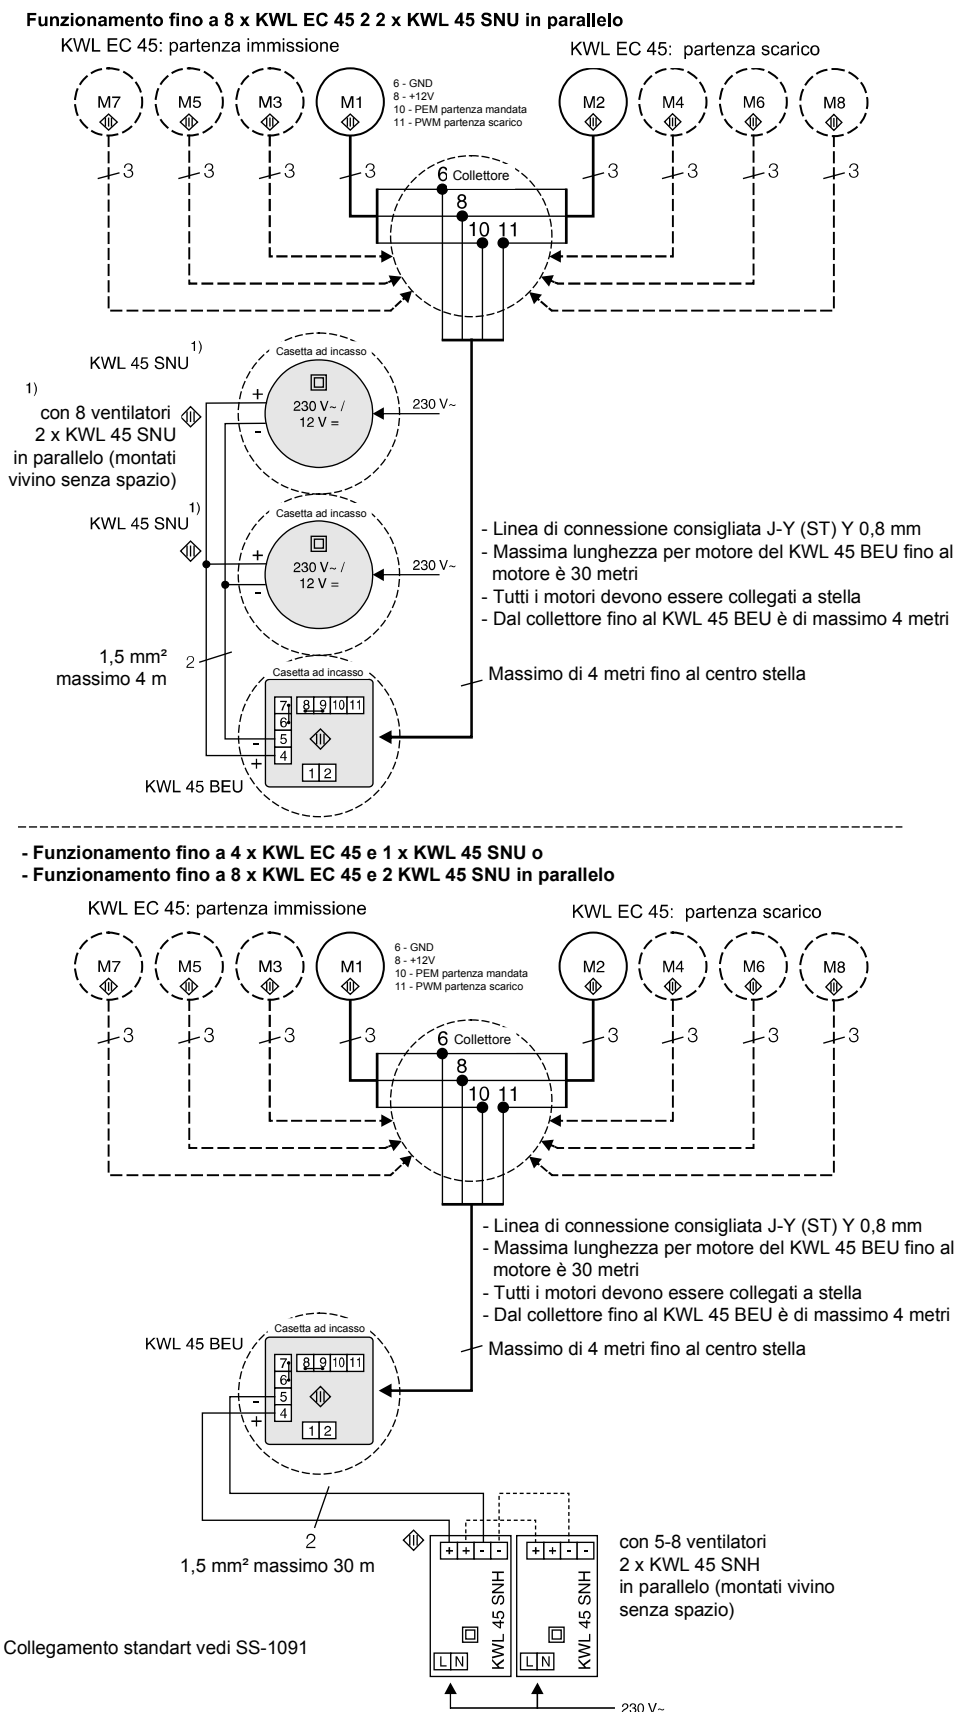 Funzionamento fino a 8 x KWL EC 45 2 2 x KWL 45 SNU in parallelo
KWL EC 45: partenza immissione
KWL EC 45: partenza scarico
M7
M5
M3
M1
6 - GND
8 - +12V
10 - PEM partenza mandata
11 - PWM partenza scarico
M2
M4
M6
M8
3
3
3
3
3
3
3
3
6 Collettore
8
10 11
KWL 45 SNU 1)
Casetta ad incasso
+
-
230 V~ /
12 V =
230 V~
1)
con 8 ventilatori
2 x KWL 45 SNU
in parallelo (montati
vivino senza spazio)
KWL 45 SNU 1)
Casetta ad incasso
+
-
230 V~ /
12 V =
230 V~
- Linea di connessione consigliata J-Y (ST) Y 0,8 mm
- Massima lunghezza per motore del KWL 45 BEU fino al
motore è 30 metri
- Tutti i motori devono essere collegati a stella
- Dal collettore fino al KWL 45 BEU è di massimo 4 metri
1,5 mm²
massimo 4 m
2
Massimo di 4 metri fino al centro stella
Casetta ad incasso
7
8 9 10 11
6
5
4
-
+
1 2
KWL 45 BEU
- Funzionamento fino a 4 x KWL EC 45 e 1 x KWL 45 SNU o
- Funzionamento fino a 8 x KWL EC 45 e 2 KWL 45 SNU in parallelo
KWL EC 45: partenza immissione
KWL EC 45: partenza scarico
M7
M5
M3
M1
6 - GND
8 - +12V
10 - PEM partenza mandata
11 - PWM partenza scarico
M2
M4
M6
M8
3
3
3
3
3
3
3
3
6 Collettore
8
10 11
- Linea di connessione consigliata J-Y (ST) Y 0,8 mm
- Massima lunghezza per motore del KWL 45 BEU fino al
motore è 30 metri
- Tutti i motori devono essere collegati a stella
- Dal collettore fino al KWL 45 BEU è di massimo 4 metri
Massimo di 4 metri fino al centro stella
KWL 45 BEU
Casetta ad incasso
7
8 9 10 11
6
5
4
-
+
1 2
2
1,5 mm² massimo 30 m
+ + - -
KWL 45 SNH
L N
+ + - -
KWL 45 SNH
L N
con 5-8 ventilatori
2 x KWL 45 SNH
in parallelo (montati vivino
senza spazio)
Collegamento standart vedi SS-1091
230 V~